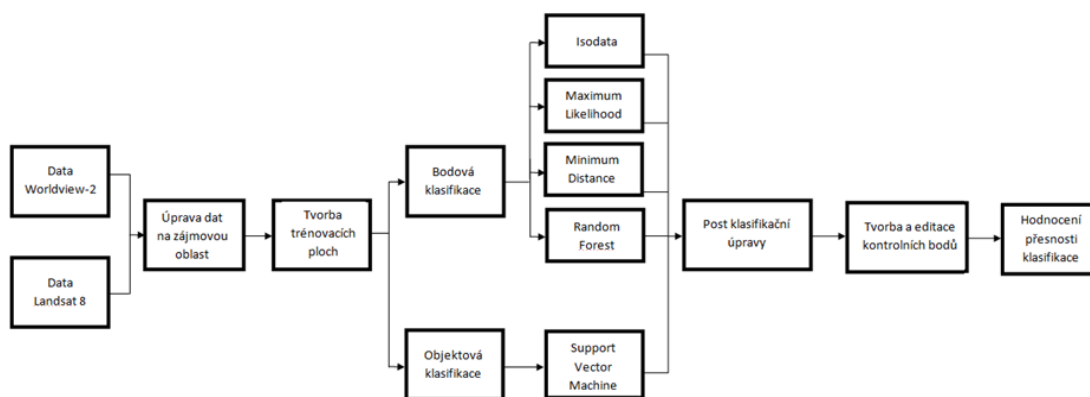 Data
Worldview-2
Data
Landsat 8
Úprava dat
na zájmovou
oblast
Tvorba
trénovacích
ploch
Bodová
klasifikace
Objektová
klasifikace
Isodata
Maximum
Likelihood
Minimum
Distance
Random
Forest
Support
Vector
Machine
Post klasifikační
úpravy
Tvorba a editace
kontrolních bodů
Hodnocení
přesnosti
klasifikace